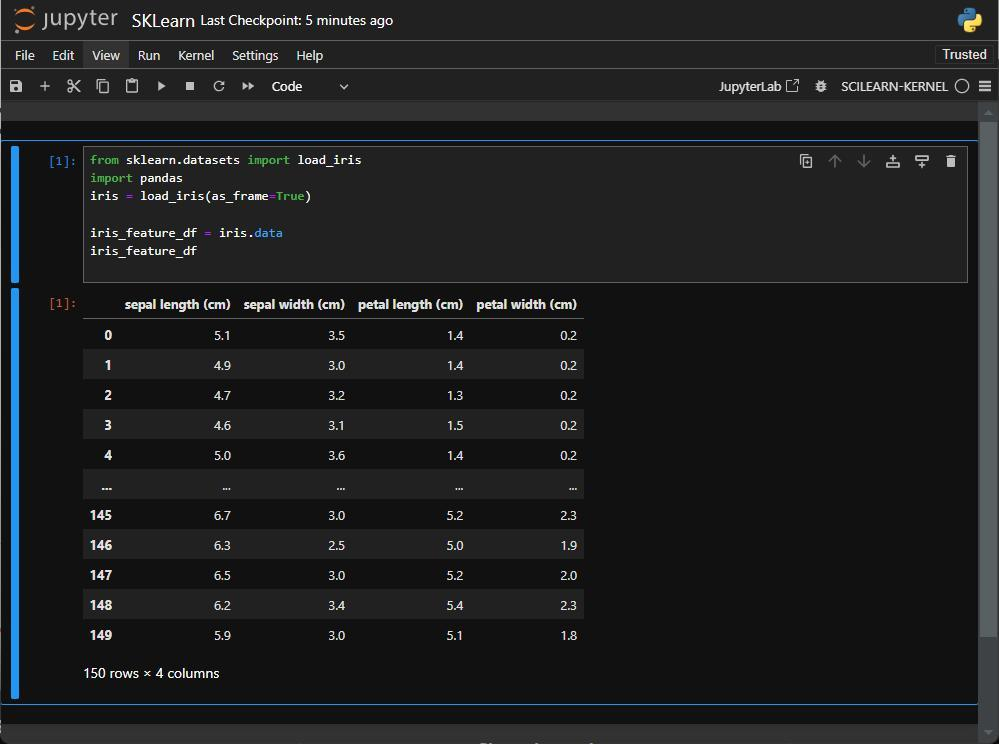 jupyter SKLearn Last Checkpoint: 5 minutes ago
File Edit View Run Kernel Settings Help Trusted
Code JupyterLab SCILEARN-KERNEL
[1]: from sklearn.datasets import load_iris
import pandas
iris = load_iris(as_frame=True)
iris_feature_df = iris.data
iris_feature_df
[1]: sepal length (cm) sepal width (cm) petal length (cm) petal width (cm)
0 5.1 3.5 1.4 0.2
1 4.9 3.0 1.4 0.2
2 4.7 3.2 1.3 0.2
3 4.6 3.1 1.5 0.2
4 5.0 3.6 1.4 0.2
... ... ... ... ...
145 6.7 3.0 5.2 2.3
146 6.3 2.5 5.0 1.9
147 6.5 3.0 5.2 2.0
148 6.2 3.4 5.4 2.3
149 5.9 3.0 5.1 1.8
150 rows × 4 columns